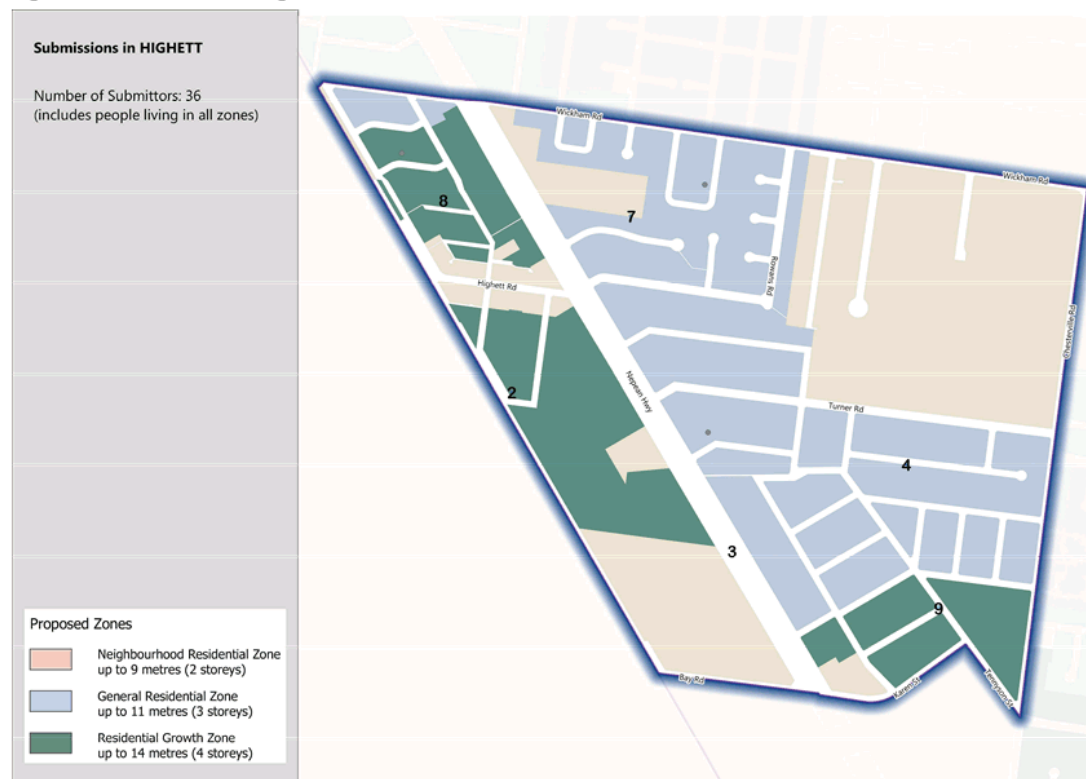 Submissions in HIGHETT
Number of Submittors: 36
(includes people living in all zones)
Wickham Rd
Wickham Rd
8
7
Rowans Rd
Highett Rd
Chesterville Rd
2
Nepean Hwy
Turner Rd
4
3
9
Bay Rd
Karen St
Tennyson St
Proposed Zones
Neighbourhood Residential Zone
up to 9 metres (2 storeys)
General Residential Zone
up to 11 metres (3 storeys)
Residential Growth Zone
up to 14 metres (4 storeys)